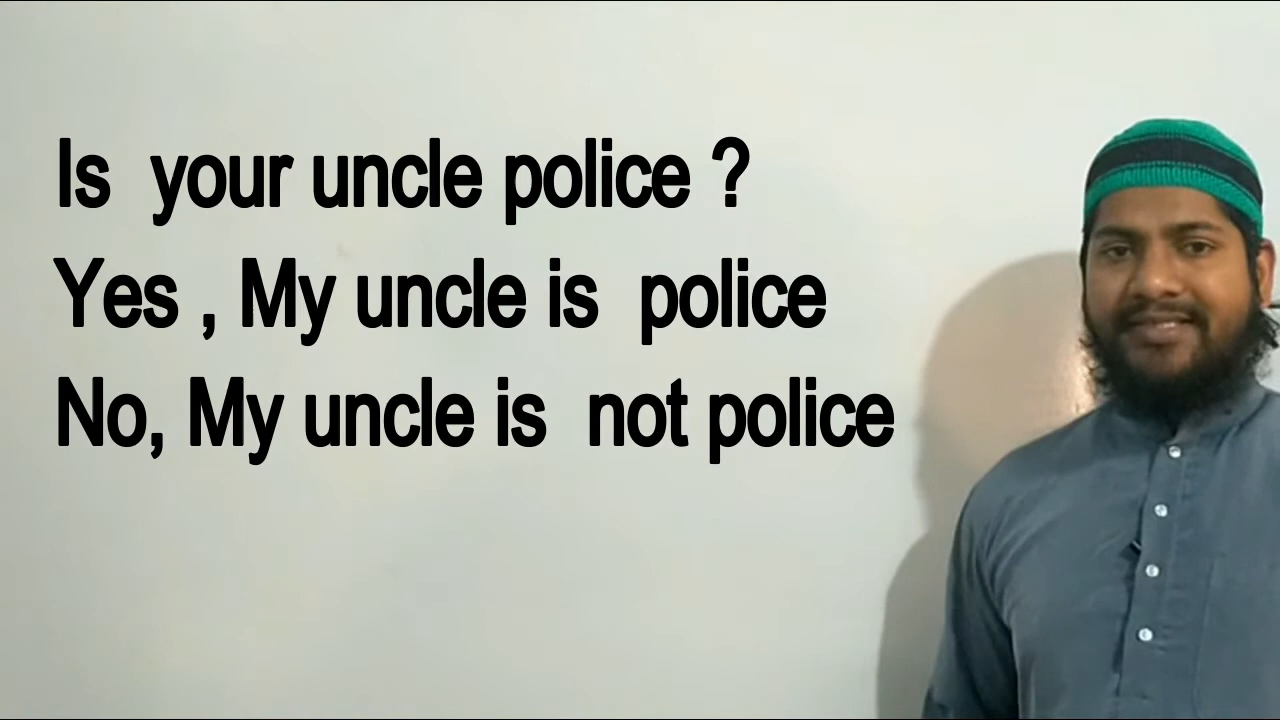 Is your uncle police ?
Yes , My uncle is police
No, My uncle is not police